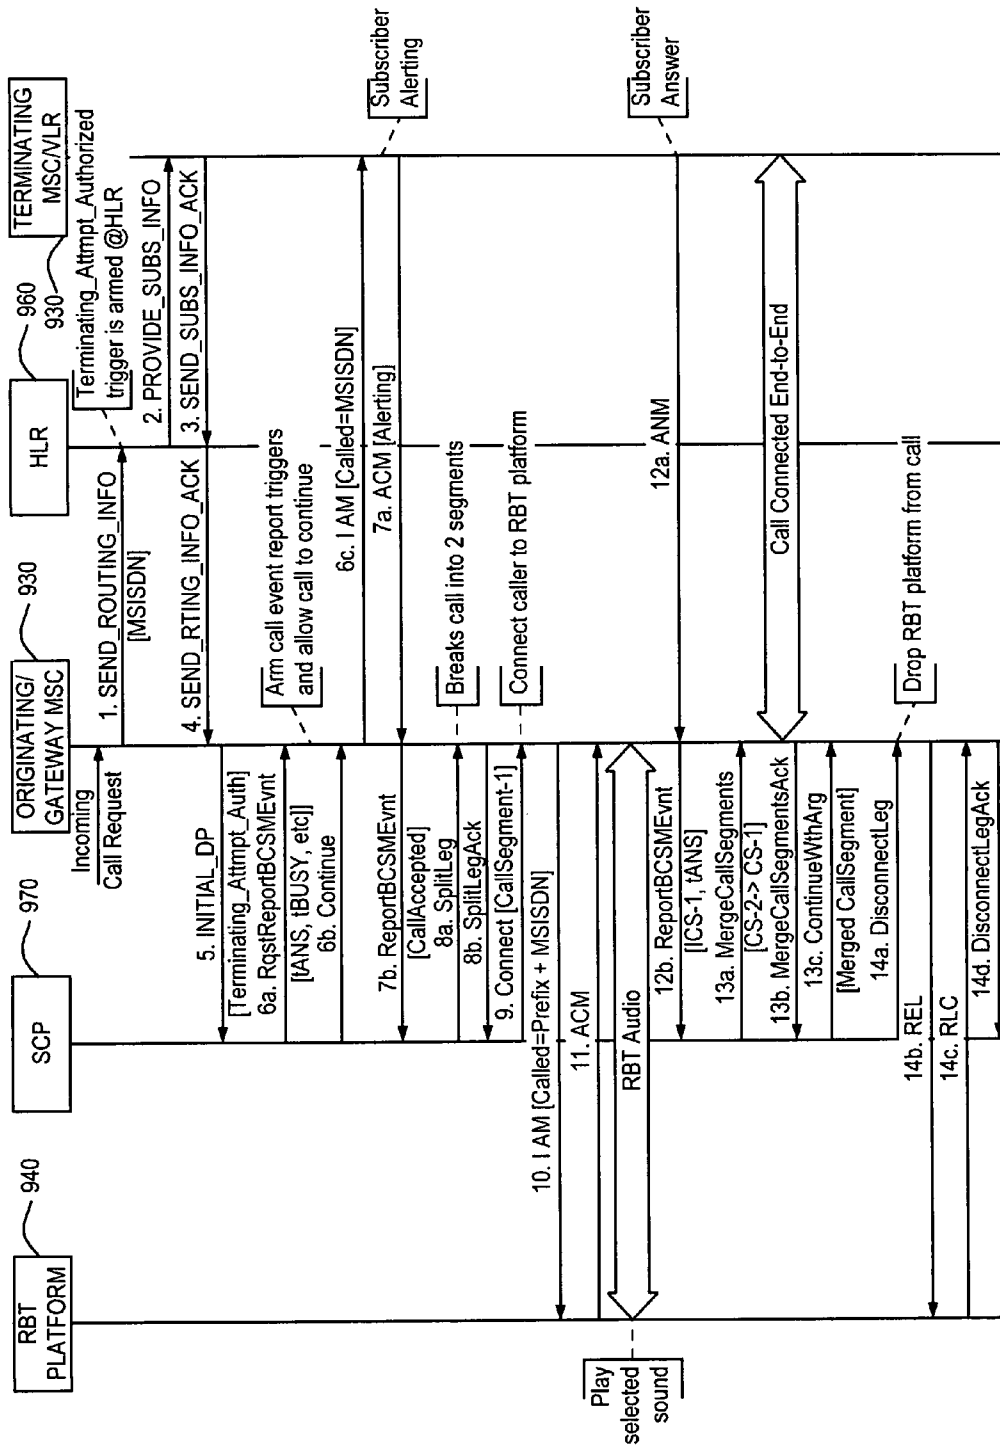 RBT
PLATFORM
940
SCP
970
ORIGINATING/
GATEWAY MSC
930
HLR
960
TERMINATING
MSC/VLR
930
Incoming
Call Request
1. SEND_ROUTING_INFO
[MSISDN]
Terminating_Attmpt_Authorized
trigger is armed @HLR
2. PROVIDE_SUBS_INFO
3. SEND_SUBS_INFO_ACK
4. SEND_RTING_INFO_ACK
5. INITIAL_DP
[Terminating_Attmpt_Auth]
6a. RqstReportBCSMEvnt
[tANS, tBUSY, etc]]
Arm call event report triggers
and allow call to continue
6b. Continue
6c. I AM [Called=MSISDN]
Subscriber
Alerting
7a. ACM [Alerting]
7b. ReportBCSMEvnt
[CallAccepted]
8a. SplitLeg
Breaks call into 2 segments
8b. SplitLegAck
9. Connect [CallSegment-1]
Connect caller to RBT platform
10. I AM [Called=Prefix + MSISDN]
11. ACM
RBT Audio
Play
selected
sound
Subscriber
Answer
12a. ANM
12b. ReportBCSMEvnt
[ICS-1, tANS]
13a. MergeCallSegments
[CS-2-> CS-1]
Call Connected End-to-End
13b. MergeCallSegmentsAck
13c. ContinueWthArg
[Merged CallSegment]
14a. DisconnectLeg
Drop RBT platform from call
14b. REL
14c. RLC
14d. DisconnectLegAck